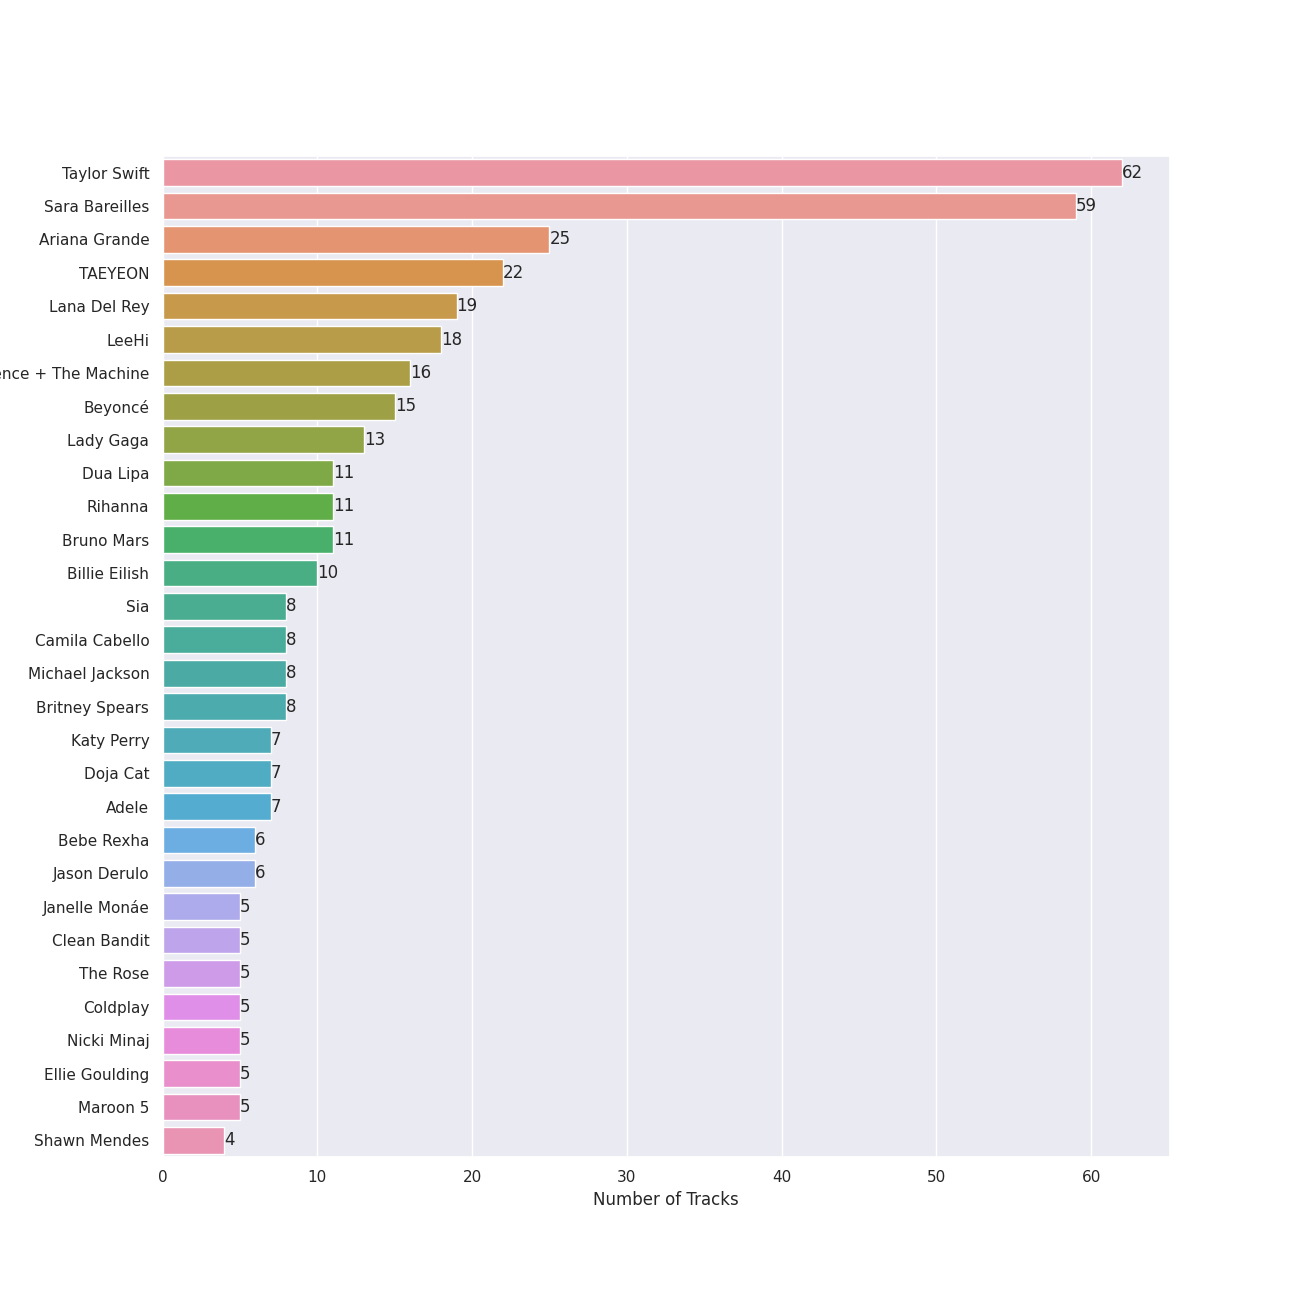 Taylor Swift 62
Sara Bareilles 59
Ariana Grande 25
TAEYEON 22
Lana Del Rey 19
LeeHi 18
ence + The Machine 16
Beyoncé 15
Lady Gaga 13
Dua Lipa 11
Rihanna 11
Bruno Mars 11
Billie Eilish 10
Sia 8
Camila Cabello 8
Michael Jackson 8
Britney Spears 8
Katy Perry 7
Doja Cat 7
Adele 7
Bebe Rexha 6
Jason Derulo 6
Janelle Monáe 5
Clean Bandit 5
The Rose 5
Coldplay 5
Nicki Minaj 5
Ellie Goulding 5
Maroon 5 5
Shawn Mendes 4
0 10 20 30 40 50 60
Number of Tracks